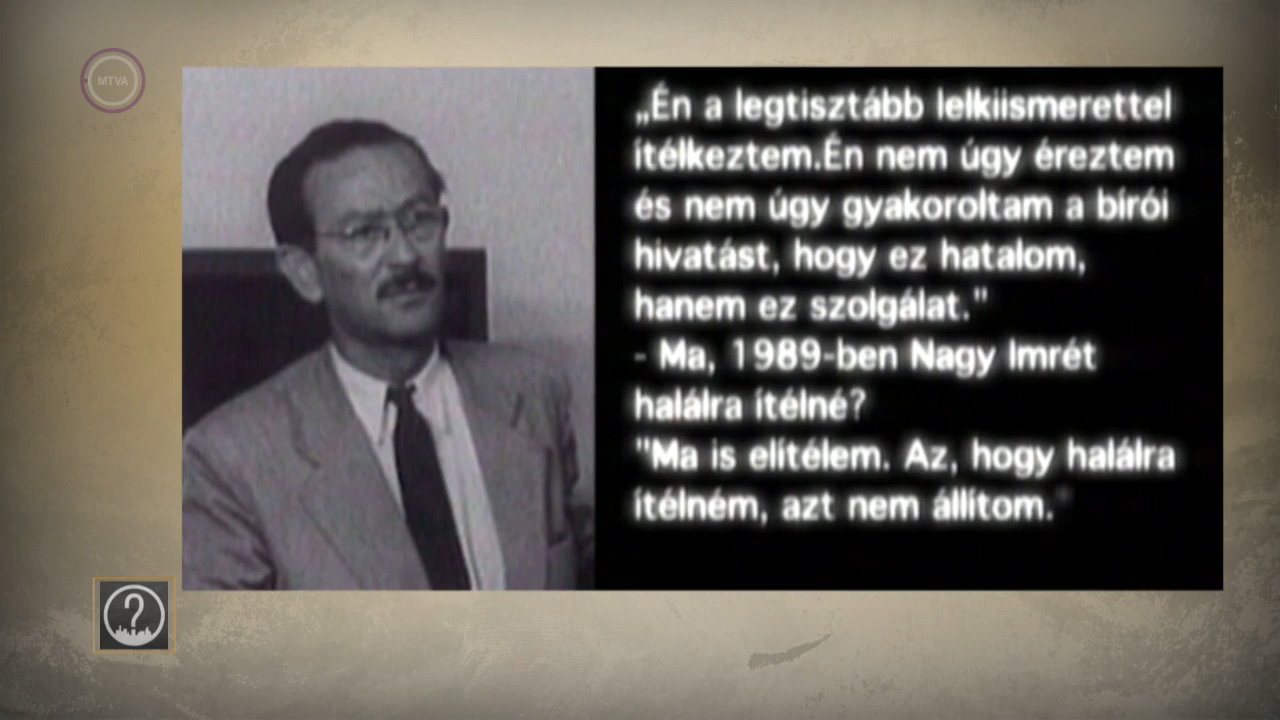 MTVA
„Én a legtisztább lelkiismerettel
ítélkeztem.Én nem úgy éreztem
és nem úgy gyakoroltam a bírói
hivatást, hogy ez hatalom,
hanem ez szolgálat."
- Ma, 1989-ben Nagy Imrét
halálra ítélné?
"Ma is elítélem. Az, hogy halálra
ítélném, azt nem állítom."
?